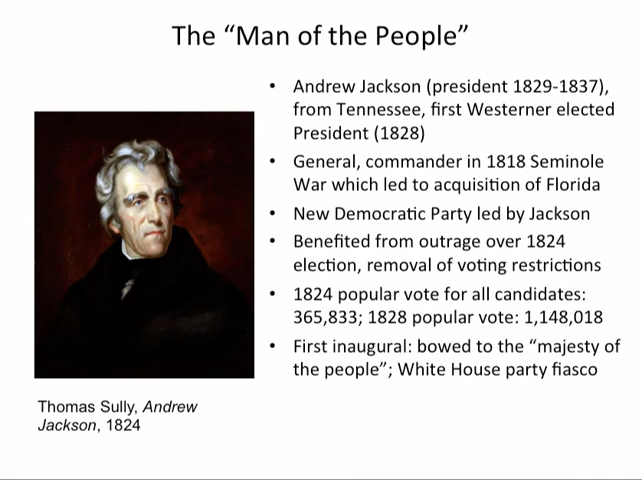 The “Man of the People”
• Andrew Jackson (president 1829-1837),
from Tennessee, first Westerner elected
President (1828)
• General, commander in 1818 Seminole
War which led to acquisition of Florida
• New Democratic Party led by Jackson
• Benefited from outrage over 1824
election, removal of voting restrictions
• 1824 popular vote for all candidates:
365,833; 1828 popular vote: 1,148,018
• First inaugural: bowed to the “majesty of
the people”; White House party fiasco
Thomas Sully, Andrew
Jackson, 1824